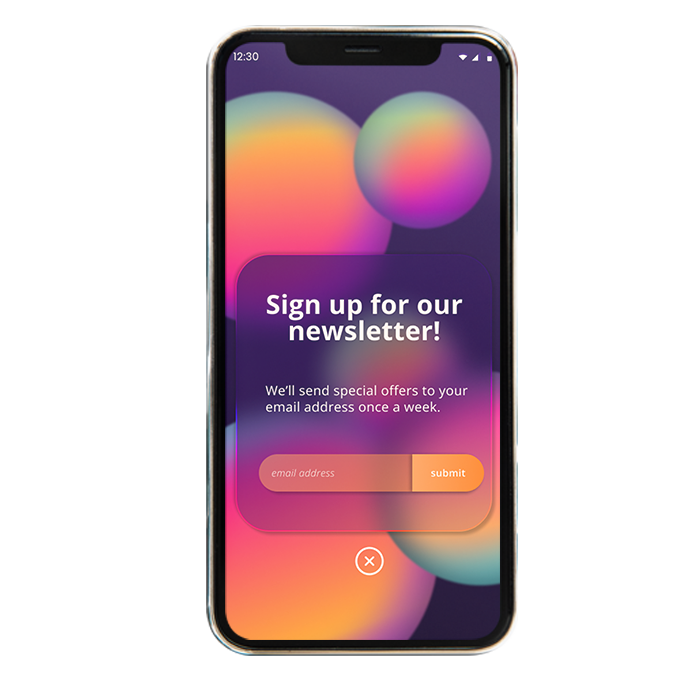 12:30
Sign up for our
newsletter!
We'll send special offers to your
email address once a week.
email address
submit